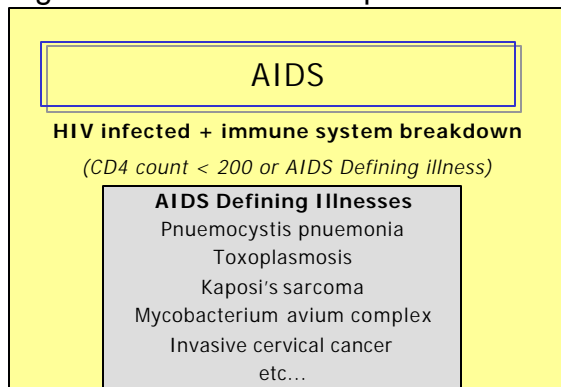 AIDS
HIV infected + immune system breakdown
(CD4 count < 200 or AIDS Defining illness)
AIDS Defining Illnesses
Pnuemocystis pnuemonia
Toxoplasmosis
Kaposi's sarcoma
Mycobacterium avium complex
Invasive cervical cancer
etc...